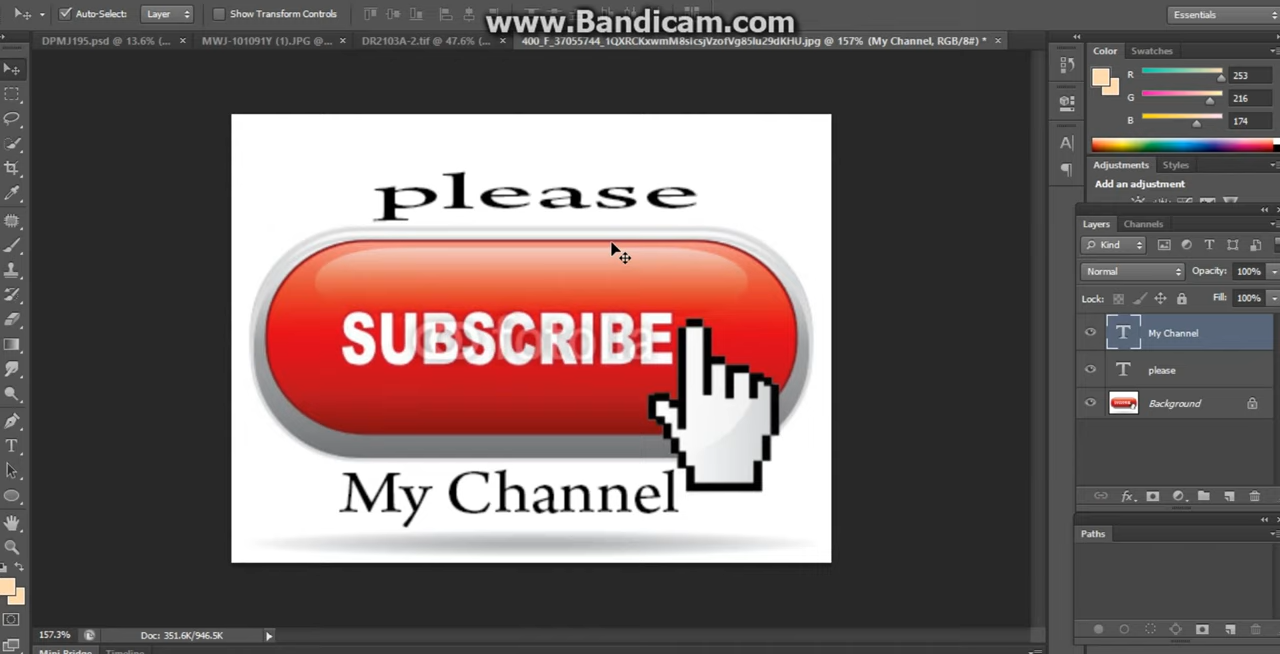 www.Bandicam.com
Auto-Select:
Layer
Show Transform Controls
Essentials
DPMJ195.psd @ 13.6% (...
MWJ-101091Y (1).JPG @...
DR2103A-2.tif @ 47.6% (...
(My Channel, RGB/8#) *
Color
Swatches
R
253
G
216
B
174
Adjustments
Styles
Add an adjustment
Layers
Channels
Kind
Normal
Opacity:
100%
Lock:
Fill:
100%
My Channel
please
Background
Paths
please
SUBSCRIBE
My Channel
157.3%
Doc: 351.6K/946.5K
Mini Bridge
Timeline